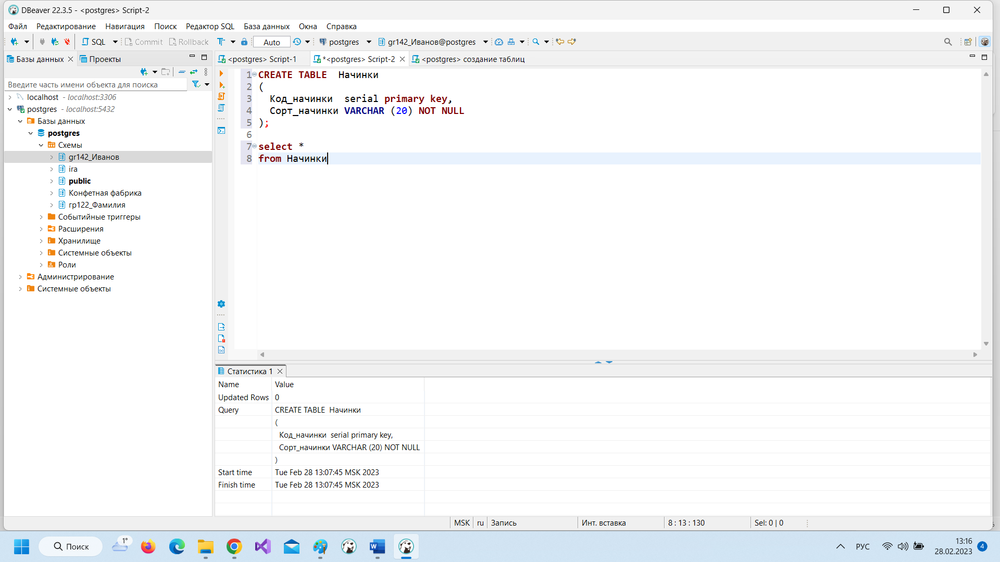 DBeaver 22.3.5 - <postgres> Script-2
Файл Редактирование Навигация Поиск Редактор SQL База данных Окна Справка
SQL Commit Rollback Auto postgres gr142_Иванов@postgres
Базы данных Проекты
<postgres> Script-1 *<postgres> Script-2 <postgres> создание таблиц
Введите часть имени объекта для поиска
localhost - localhost:3306
postgres - localhost:5432
Базы данных
postgres
Схемы
gr142_Иванов
ira
public
Конфетная фабрика
гр122_Фамилия
Событийные триггеры
Расширения
Хранилище
Системные объекты
Роли
Администрирование
Системные объекты
1 CREATE TABLE  Начинки
2 (
3   Код_начинки  serial primary key,
4   Сорт_начинки VARCHAR (20) NOT NULL
5 );
6
7 select *
8 from Начинки
Статистика 1
Name Value
Updated Rows 0
Query CREATE TABLE  Начинки
(
Код_начинки  serial primary key,
Сорт_начинки VARCHAR (20) NOT NULL
)
Start time Tue Feb 28 13:07:45 MSK 2023
Finish time Tue Feb 28 13:07:45 MSK 2023
MSK ru Запись Инт. вставка 8 : 13 : 130 Sel: 0 | 0
Поиск 1° РУС 13:16
28.02.2023 4